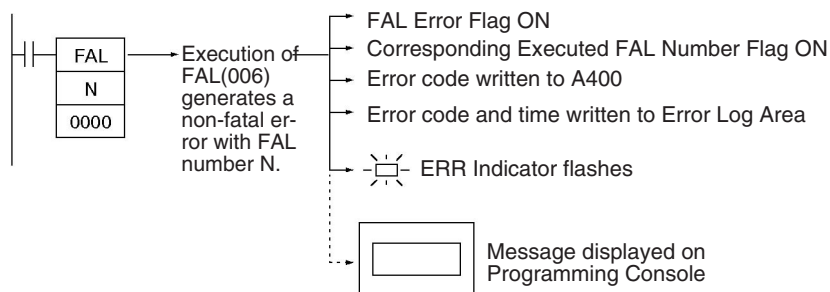 FAL
N
0000
Execution of
FAL(006)
generates a
non-fatal er-
ror with FAL
number N.
FAL Error Flag ON
Corresponding Executed FAL Number Flag ON
Error code written to A400
Error code and time written to Error Log Area
ERR Indicator flashes
Message displayed on
Programming Console